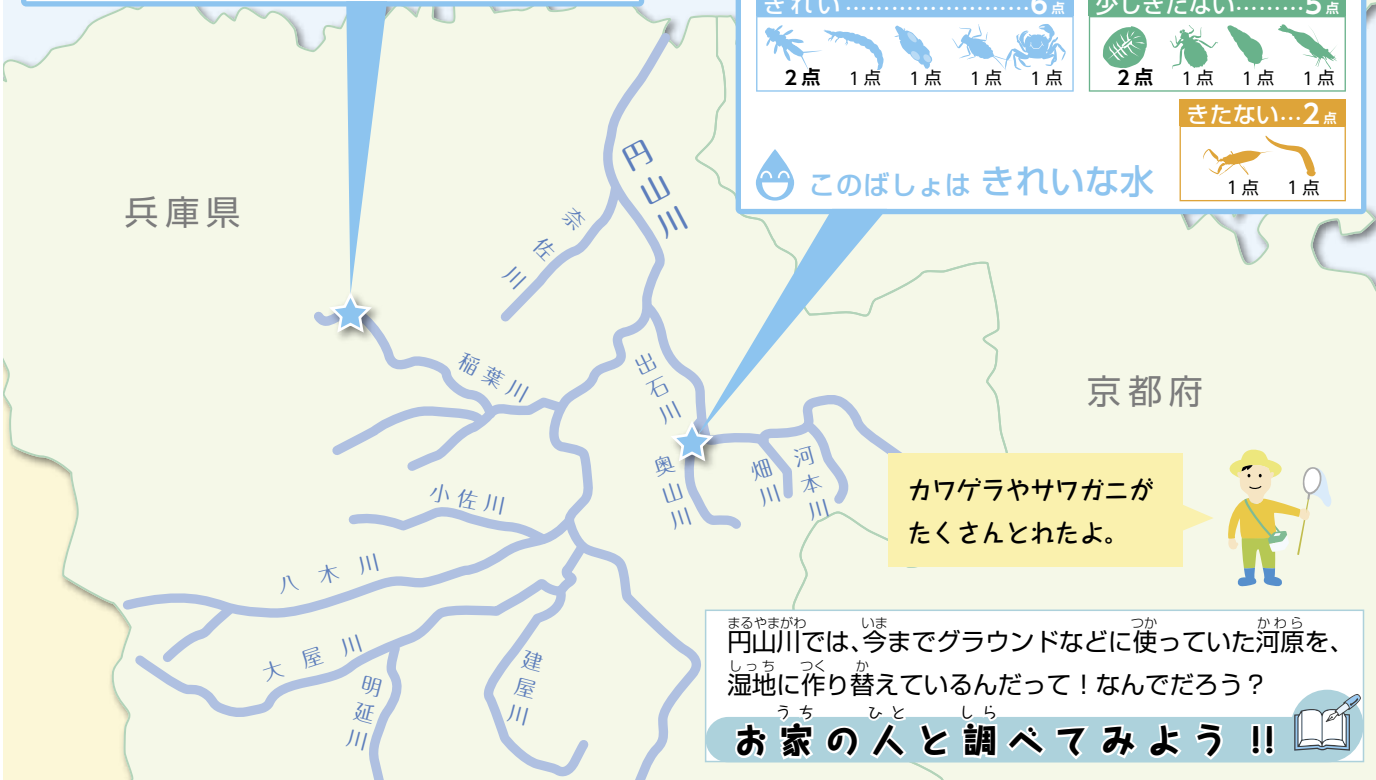 きれい……………………6点
2点 1点 1点 1点 1点
少しきたない………5点
2点 1点 1点 1点
きたない…2点
1点 1点
このばしょは きれいな水
兵庫県
京都府
円山川
奈佐川
稲葉川
出石川
奥山川
畑川
河本川
小佐川
八木川
大屋川
明延川
建屋川
カワゲラやサワガニが
たくさんとれたよ。
まるやまがわ いま つか かわら
円山川では、今までグラウンドなどに使っていた河原を、
しっち つく か
湿地に作り替えているんだって！なんでだろう？
うち ひと しら
お家の人と調べてみよう!!